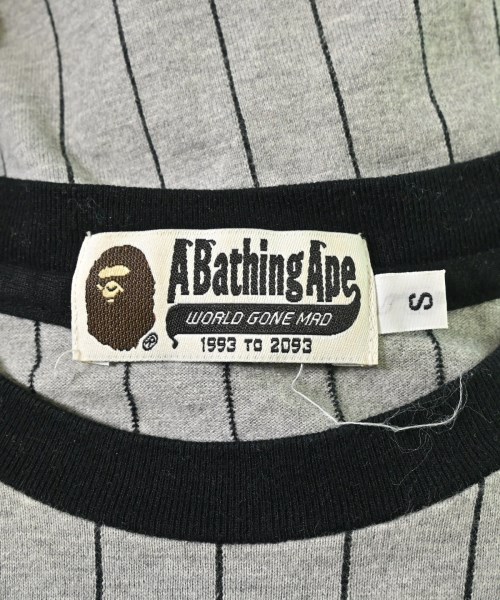 A Bathing Ape
®
WORLD GONE MAD
1993 TO 2093
S